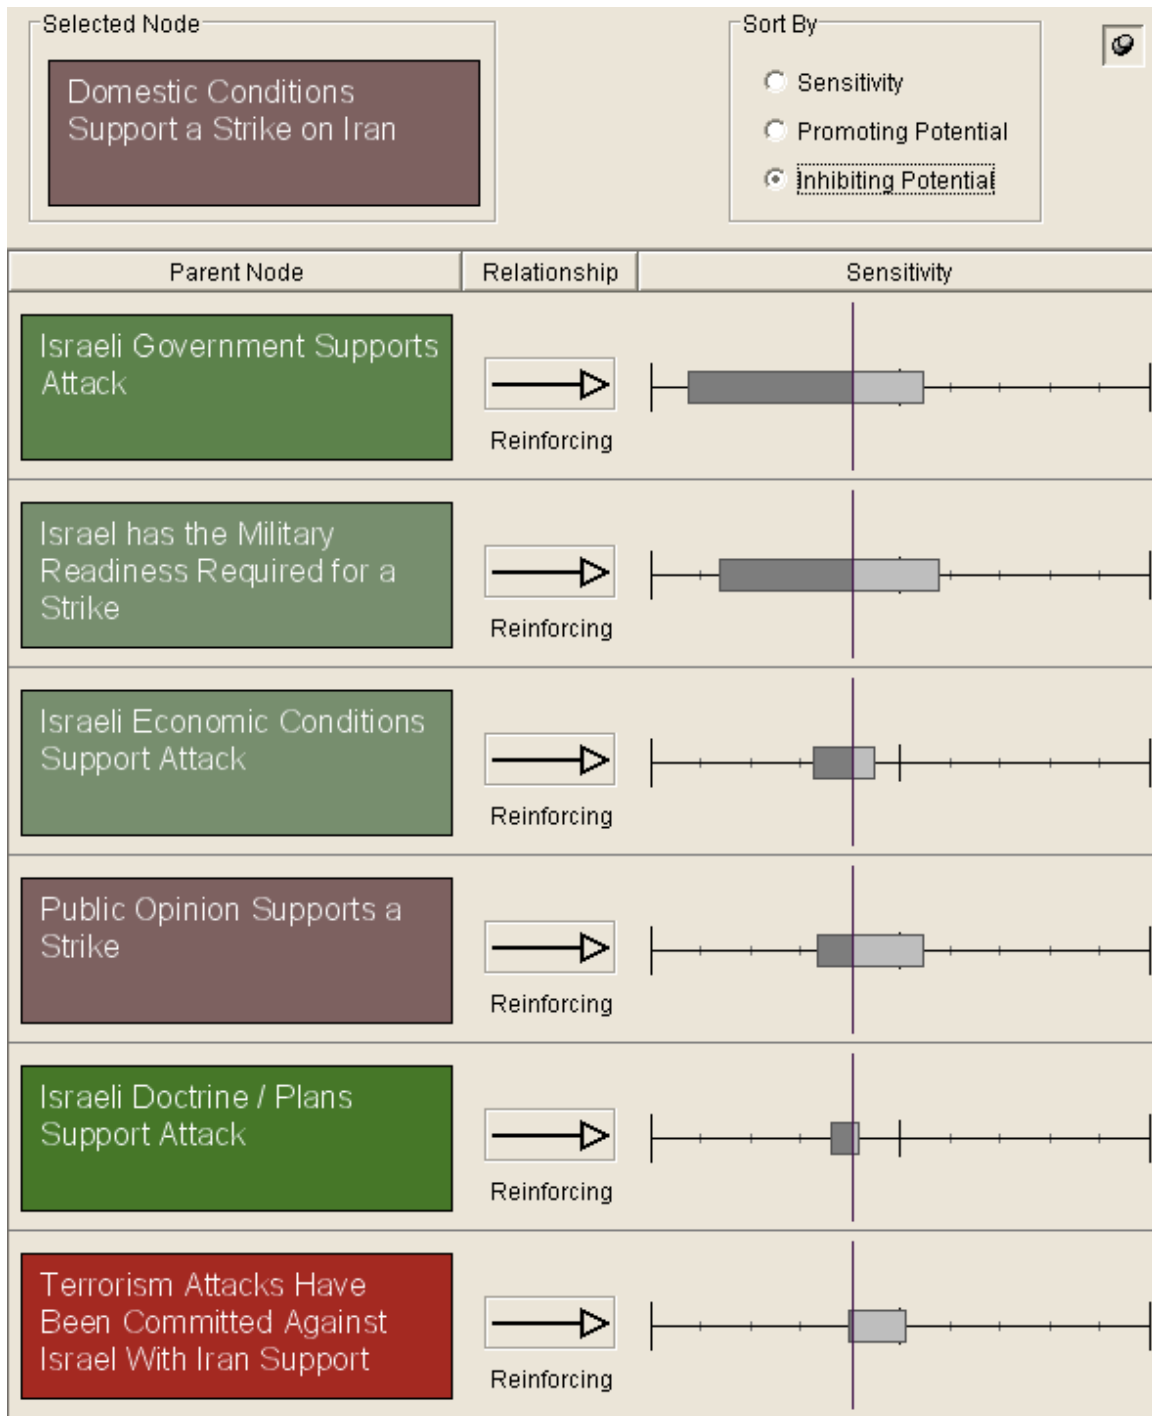 Selected Node
Sort By
Domestic Conditions
Support a Strike on Iran
Sensitivity
Promoting Potential
Inhibiting Potential
Parent Node
Relationship
Sensitivity
Israeli Government Supports
Attack
Reinforcing
Israel has the Military
Readiness Required for a
Strike
Reinforcing
Israeli Economic Conditions
Support Attack
Reinforcing
Public Opinion Supports a
Strike
Reinforcing
Israeli Doctrine / Plans
Support Attack
Reinforcing
Terrorism Attacks Have
Been Committed Against
Israel With Iran Support
Reinforcing